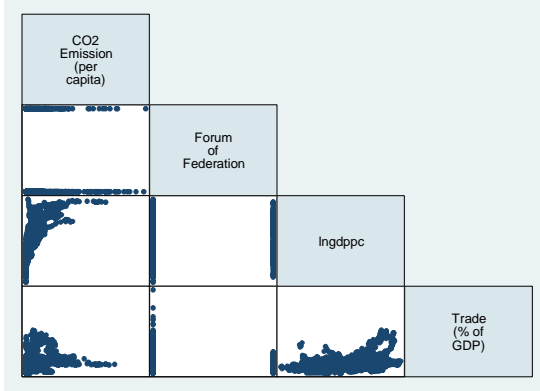 CO2
Emission
(per
capita)
Forum
of
Federation
lngdppc
Trade
(% of
GDP)